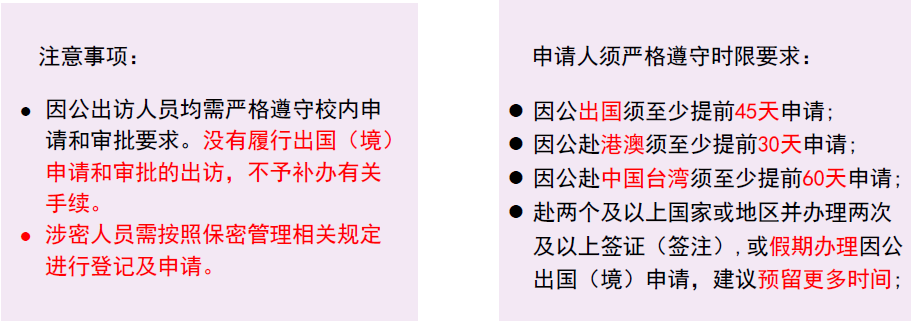 注意事项：
● 因公出访人员均需严格遵守校内申
请和审批要求。没有履行出国（境）
申请和审批的出访，不予补办有关
手续。
● 涉密人员需按照保密管理相关规定
进行登记及申请。
申请人须严格遵守时限要求：
● 因公出国须至少提前45天申请；
● 因公赴港澳须至少提前30天申请；
● 因公赴中国台湾须至少提前60天申请；
● 赴两个及以上国家或地区并办理两次
及以上签证（签注）,或假期办理因公
出国（境）申请，建议预留更多时间；